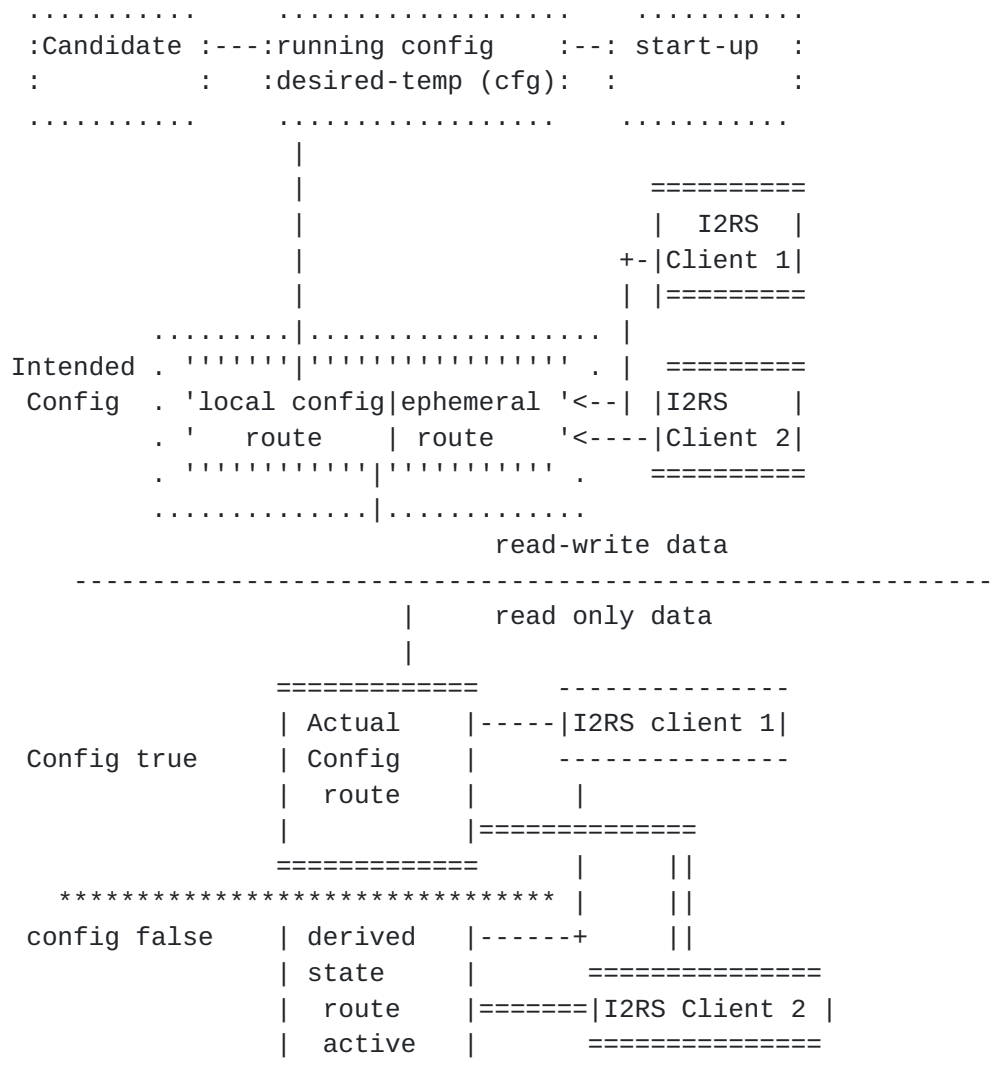 :Candidate :---:running config    :--: start-up  :
:          :   :desired-temp (cfg):  :           :
|  I2RS  |
+-|Client 1|
Intended
Config  . 'local config|ephemeral '<--| |I2RS    |
. '   route    | route    '<----|Client 2|
read-write data
read only data
| Actual    |-----|I2RS client 1|
Config true     | Config    |
|  route    |
config false    | derived   |------+
| state     |
|  route    |=======|I2RS Client 2 |
|  active   |